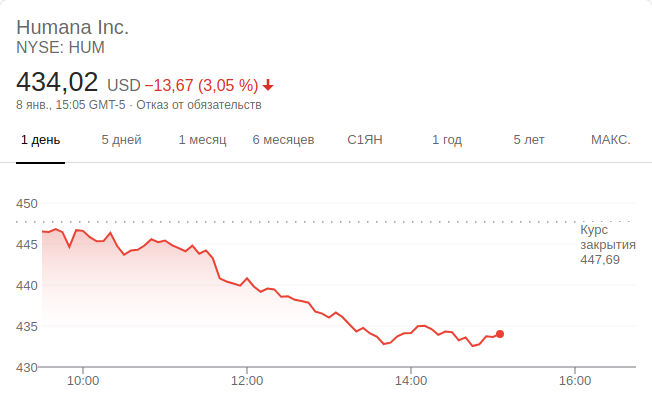 Humana Inc.
NYSE: HUM
434,02 USD −13,67 (3,05 %)
8 янв., 15:05 GMT-5 · Отказ от обязательств
1 день 5 дней 1 месяц 6 месяцев С1ЯН 1 год 5 лет МАКС.
450
Курс
закрытия
447,69
445
440
435
430
10:00 12:00 14:00 16:00